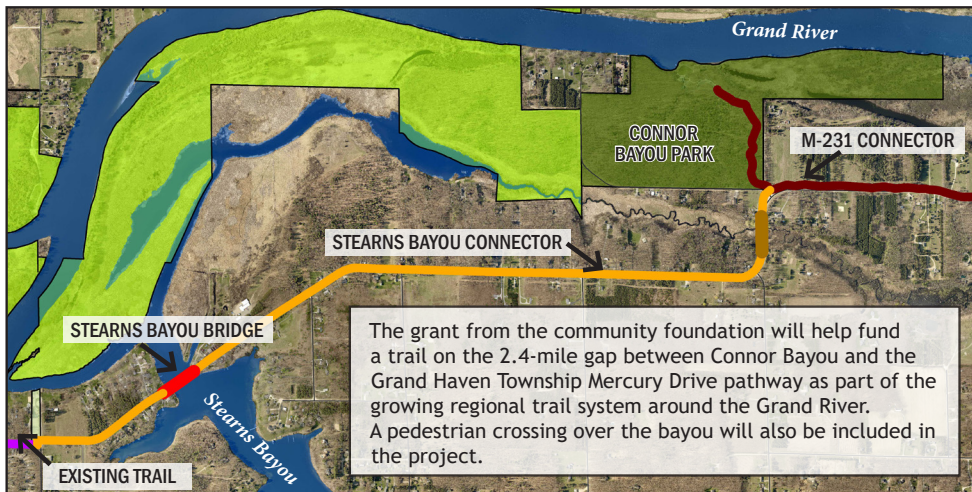 Grand River
CONNOR
BAYOU PARK
M-231 CONNECTOR
STEARNS BAYOU CONNECTOR
STEARNS BAYOU BRIDGE
Stearns Bayou
EXISTING TRAIL
The grant from the community foundation will help fund
a trail on the 2.4-mile gap between Connor Bayou and the
Grand Haven Township Mercury Drive pathway as part of the
growing regional trail system around the Grand River.
A pedestrian crossing over the bayou will also be included in
the project.